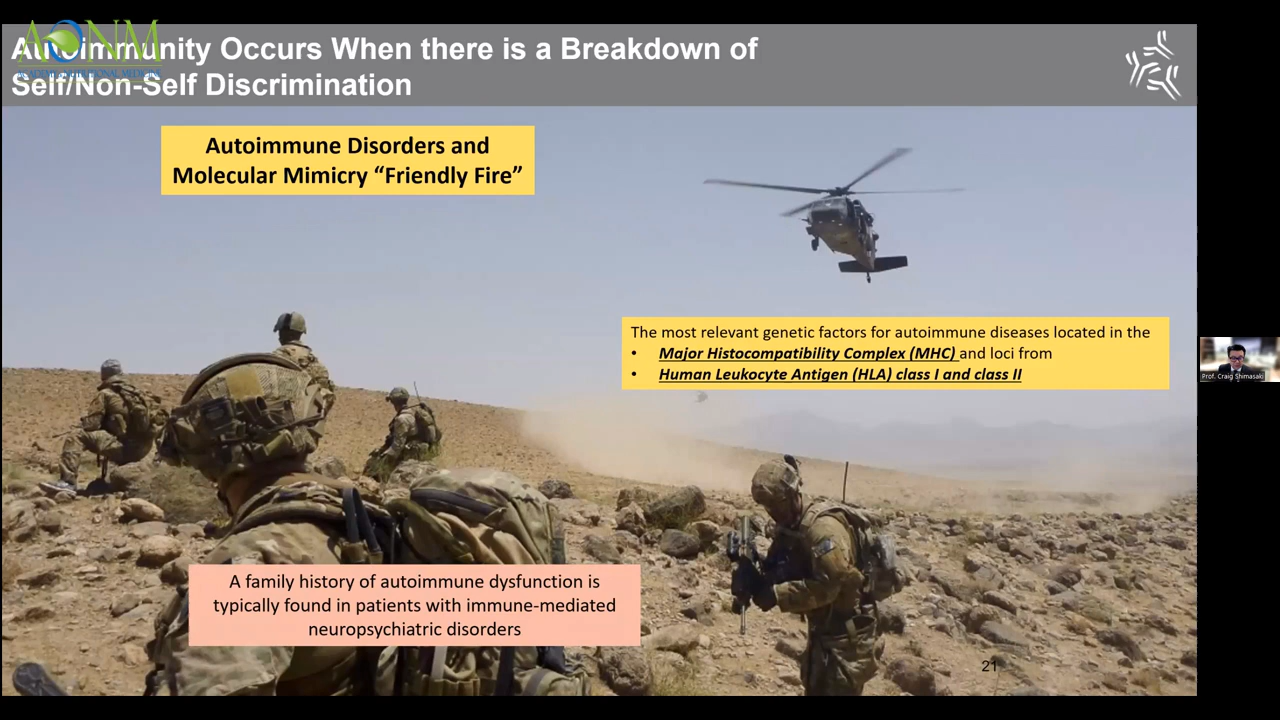 AONM
Autoimmunity Occurs When there is a Breakdown of
Self/Non-Self Discrimination
Autoimmune Disorders and
Molecular Mimicry “Friendly Fire”
The most relevant genetic factors for autoimmune diseases located in the
• Major Histocompatibility Complex (MHC) and loci from
• Human Leukocyte Antigen (HLA) class I and class II
Prof. Craig Shimasaki
A family history of autoimmune dysfunction is
typically found in patients with immune-mediated
neuropsychiatric disorders
21